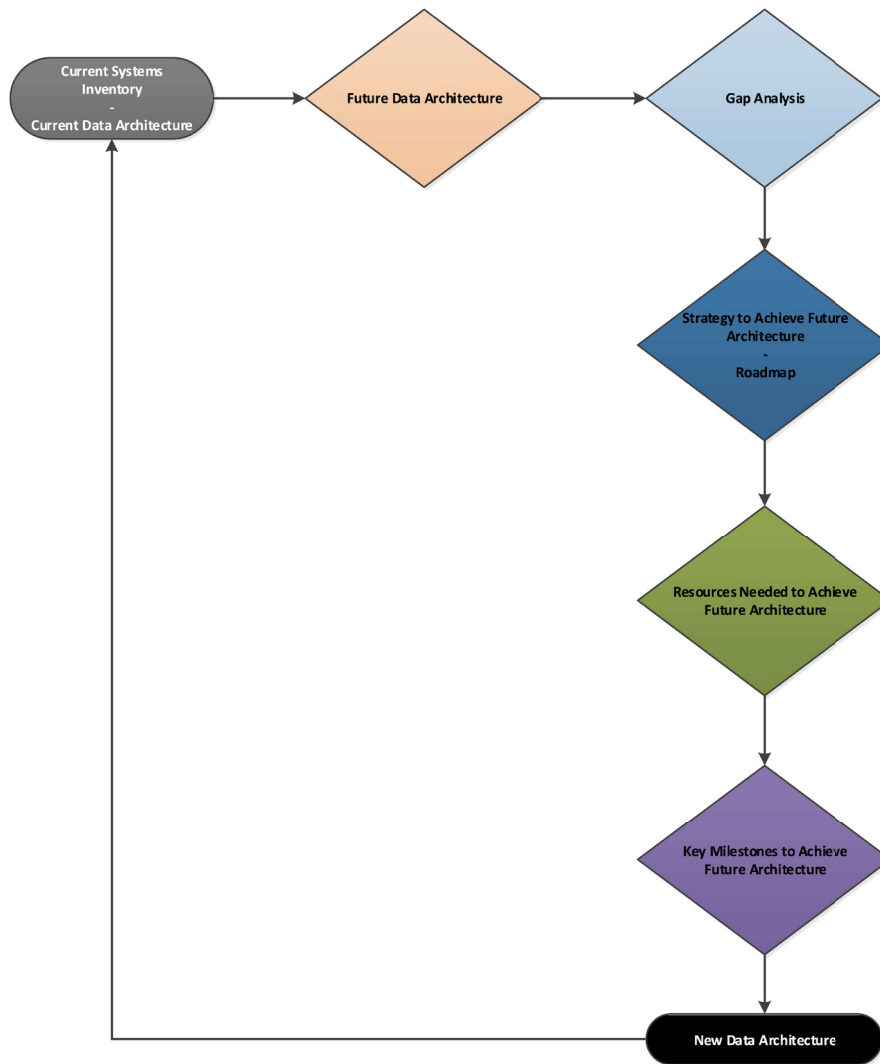 Current Systems
Inventory
-
Current Data Architecture
Future Data Architecture
Gap Analysis
Strategy to Achieve Future
Architecture
-
Roadmap
Resources Needed to Achieve
Future Architecture
Key Milestones to Achieve
Future Architecture
New Data Architecture